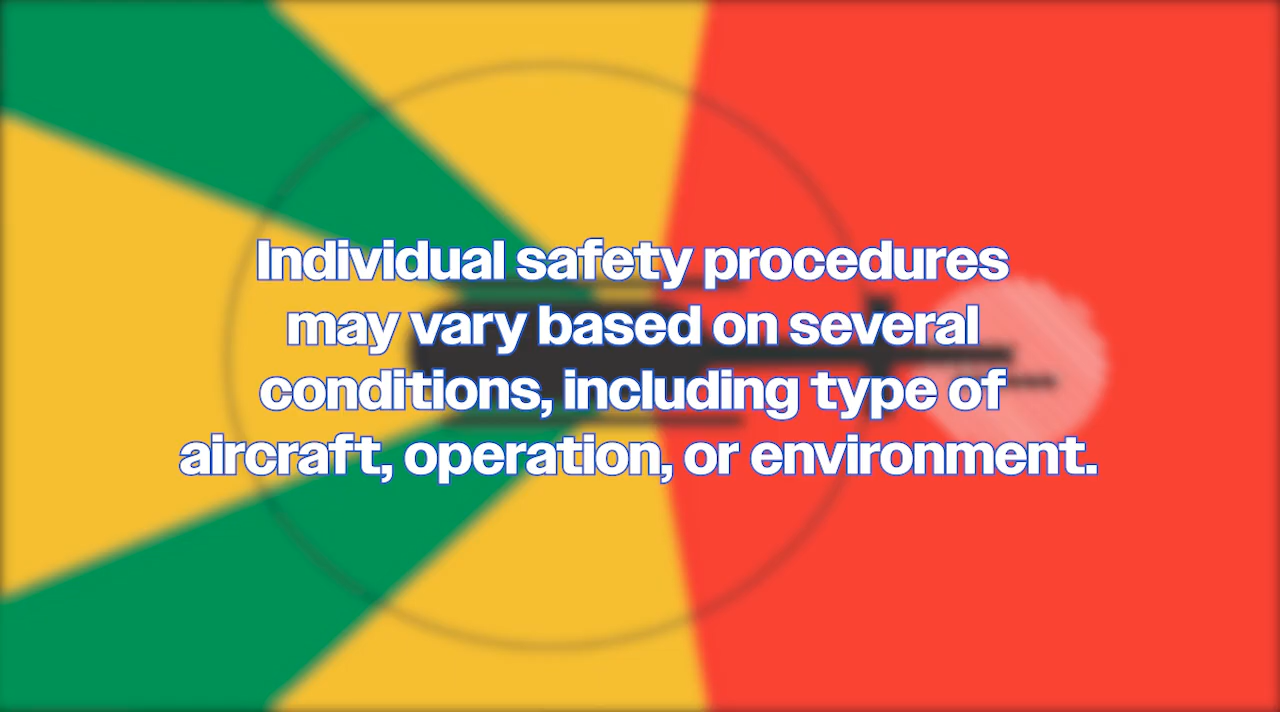 Individual safety procedures
may vary based on several
conditions, including type of
aircraft, operation, or environment.